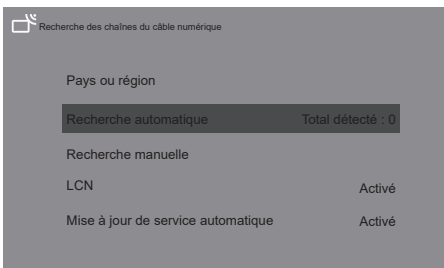 Recherche des chaînes du câble numérique
Pays ou région
Recherche automatique Total détecté : 0
Recherche manuelle
LCN Activé
Mise à jour de service automatique Activé